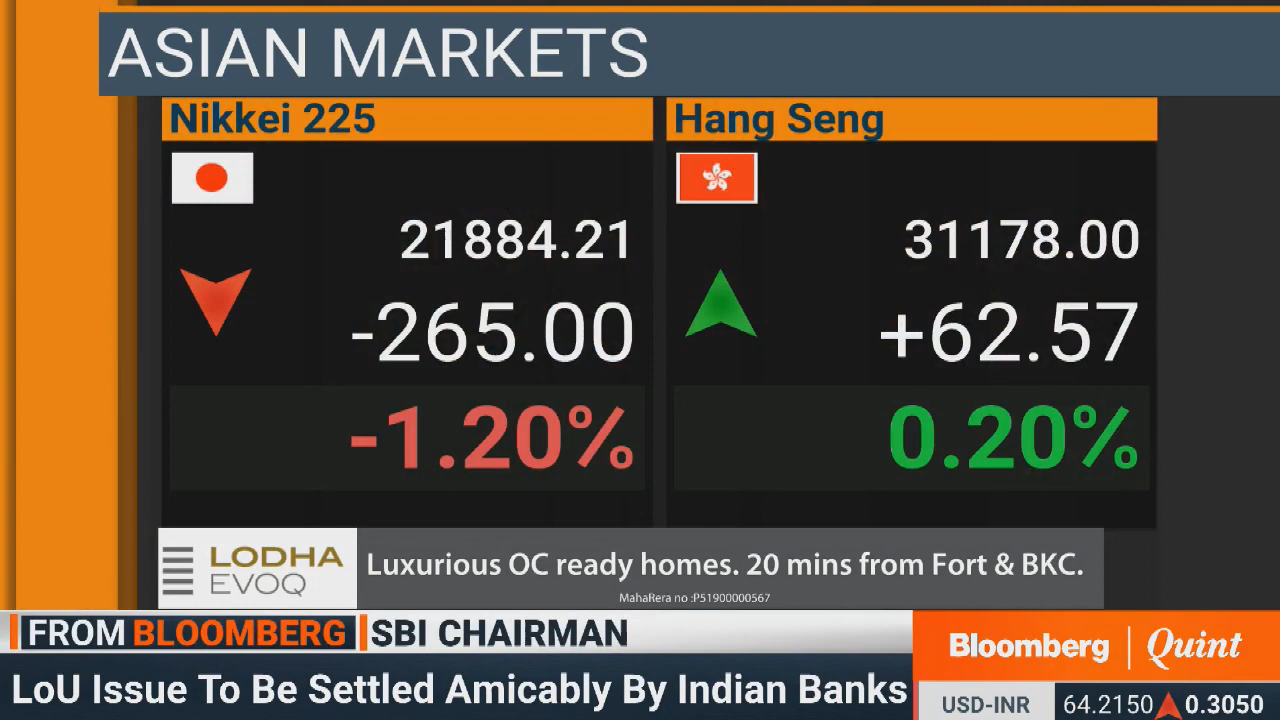 ASIAN MARKETS
Nikkei 225
21884.21
-265.00
-1.20%
Hang Seng
31178.00
+62.57
0.20%
LODHA
EVOQ
Luxurious OC ready homes. 20 mins from Fort & BKC.
MahaRera no :P51900000567
FROM BLOOMBERG SBI CHAIRMAN
LoU Issue To Be Settled Amicably By Indian Banks
Bloomberg | Quint
USD-INR 64.2150 0.3050